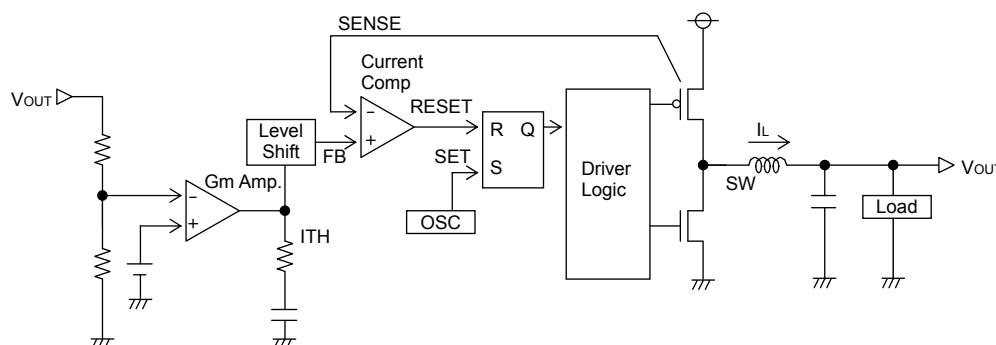 SENSE
Current
Comp
VOUT
RESET
IL
Level
Shift
R Q
FB
SET
S
Driver
Logic
SW
VOUT
Gm Amp.
Load
OSC
ITH